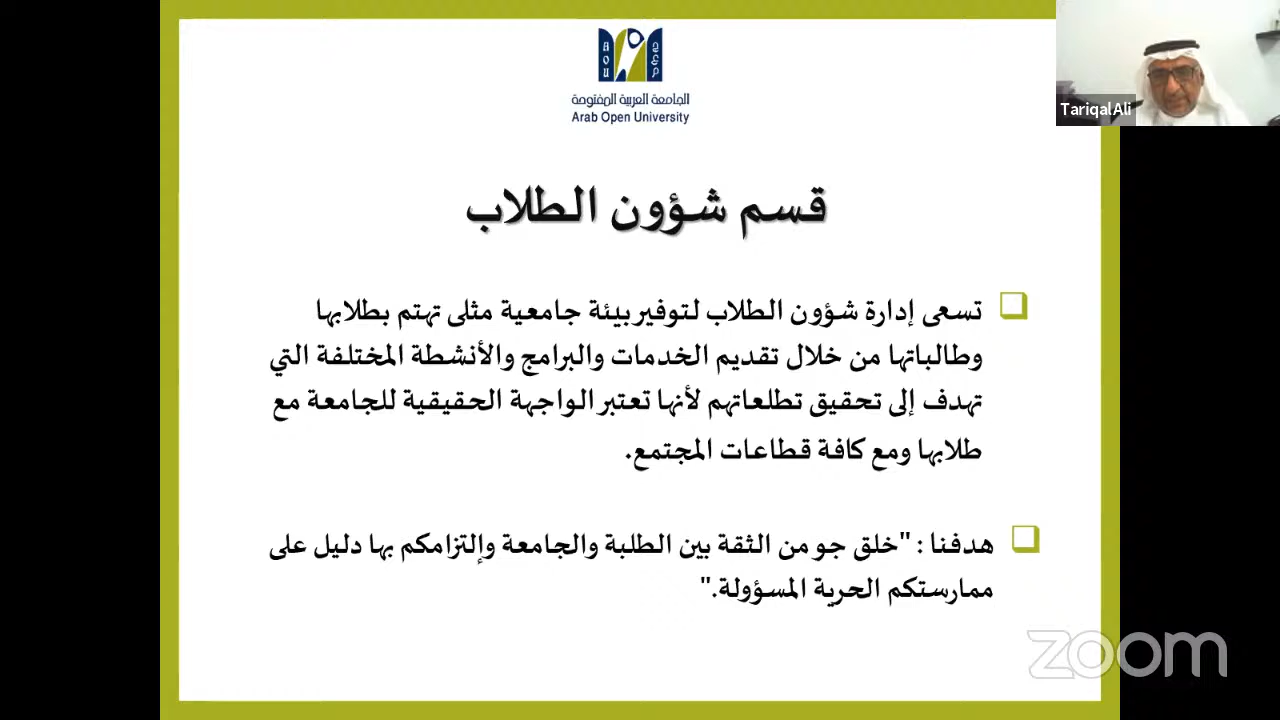 AOU
الجامعة العربية المفتوحة
Arab Open University
TariqalAli
قسم شؤون الطلاب
تسعى إدارة شؤون الطلاب لتوفير بيئة جامعية مثلى تهتم بطلابها
وطالباتها من خلال تقديم الخدمات والبرامج والأنشطة المختلفة التي
تهدف إلى تحقيق تطلعاتهم لأنها تعتبر الواجهة الحقيقية للجامعة مع
طلابها ومع كافة قطاعات المجتمع.
هدفنا : "خلق جو من الثقة بين الطلبة والجامعة وإلتزامكم بها دليل على
ممارستكم الحرية المسؤولة."
zoom